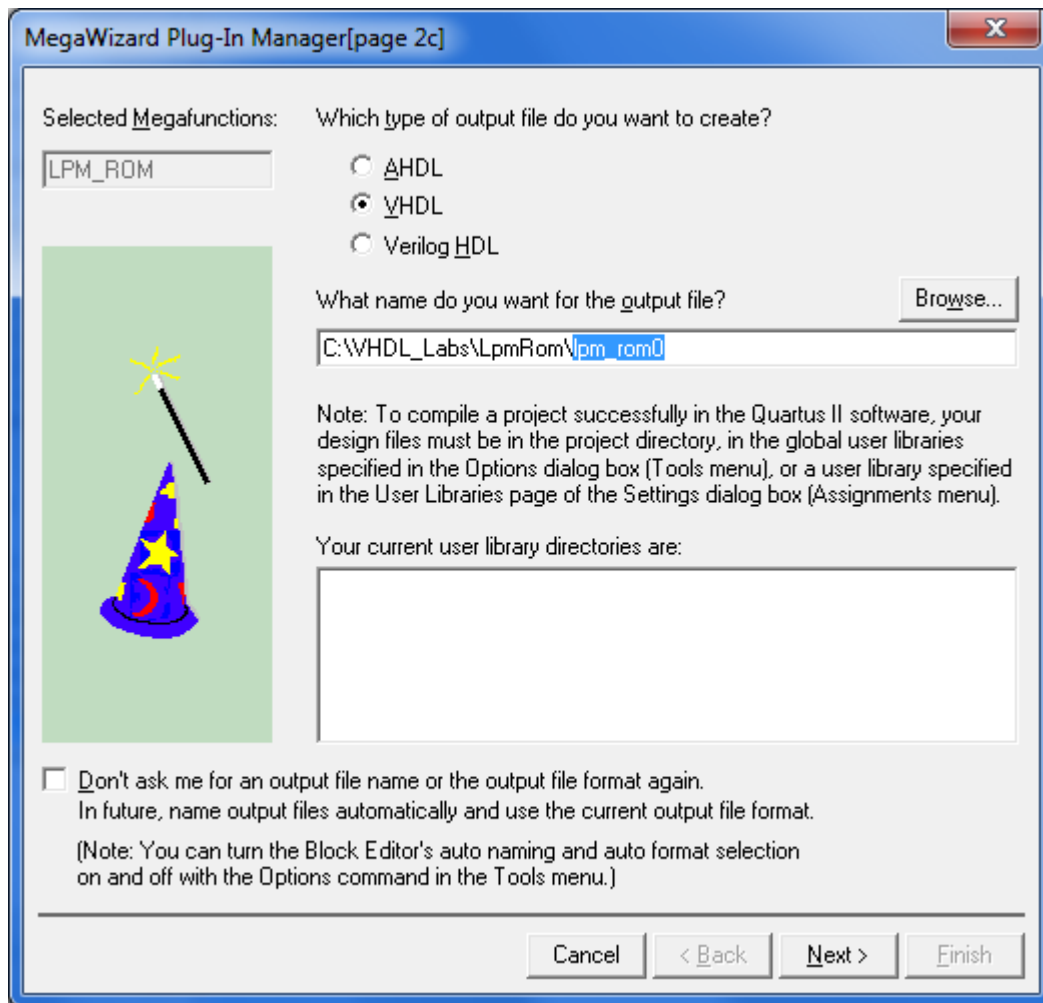 MegaWizard Plug-In Manager[page 2c]
Selected Megafunctions:
LPM_ROM
Which type of output file do you want to create?
AHDL
VHDL
Verilog HDL
What name do you want for the output file?
Browse...
C:\VHDL_Labs\LpmRom\lpm_rom0
Note: To compile a project successfully in the Quartus II software, your
design files must be in the project directory, in the global user libraries
specified in the Options dialog box (Tools menu), or a user library specified
in the User Libraries page of the Settings dialog box (Assignments menu).
Your current user library directories are:
Don't ask me for an output file name or the output file format again.
In future, name output files automatically and use the current output file format.
(Note: You can turn the Block Editor's auto naming and auto format selection
on and off with the Options command in the Tools menu.)
Cancel
< Back
Next >
Finish